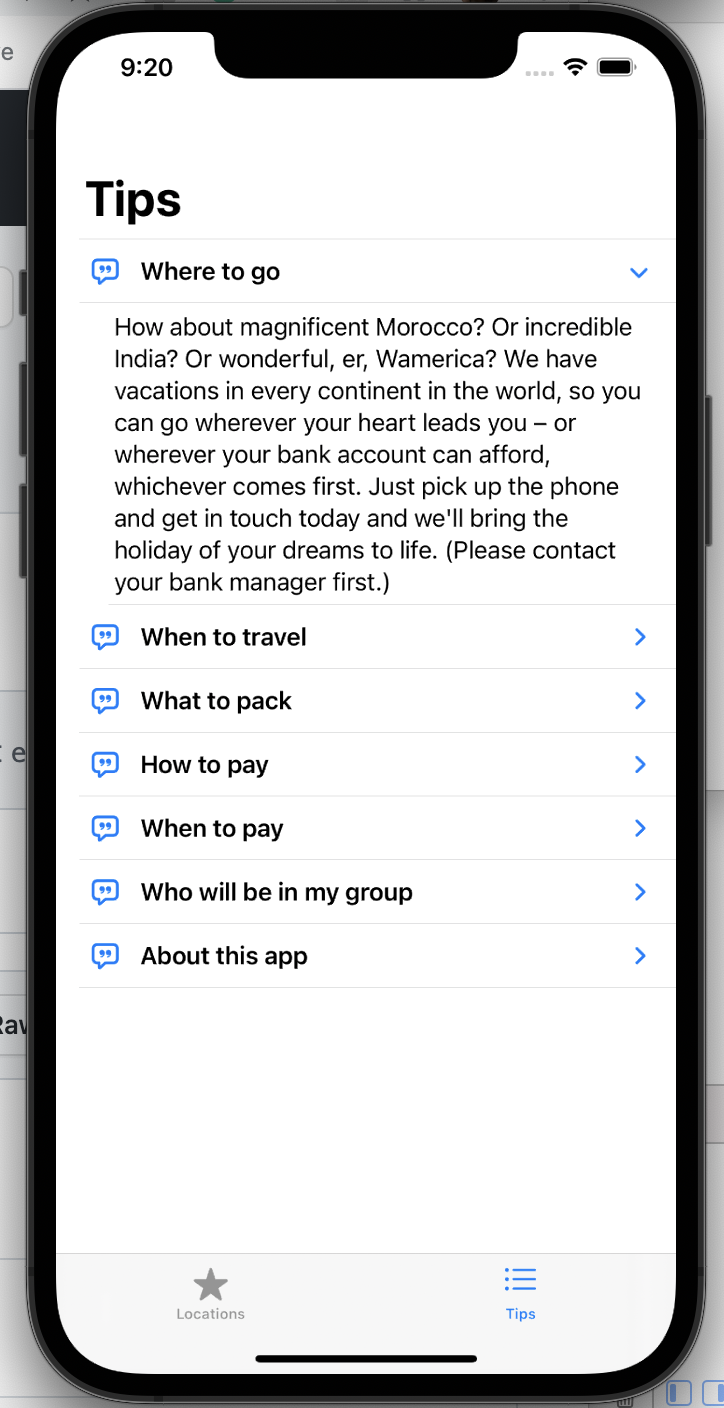 9:20
Tips
Where to go
How about magnificent Morocco? Or incredible
India? Or wonderful, er, Wamerica? We have
vacations in every continent in the world, so you
can go wherever your heart leads you – or
wherever your bank account can afford,
whichever comes first. Just pick up the phone
and get in touch today and we'll bring the
holiday of your dreams to life. (Please contact
your bank manager first.)
When to travel
What to pack
How to pay
When to pay
Who will be in my group
About this app
Locations
Tips